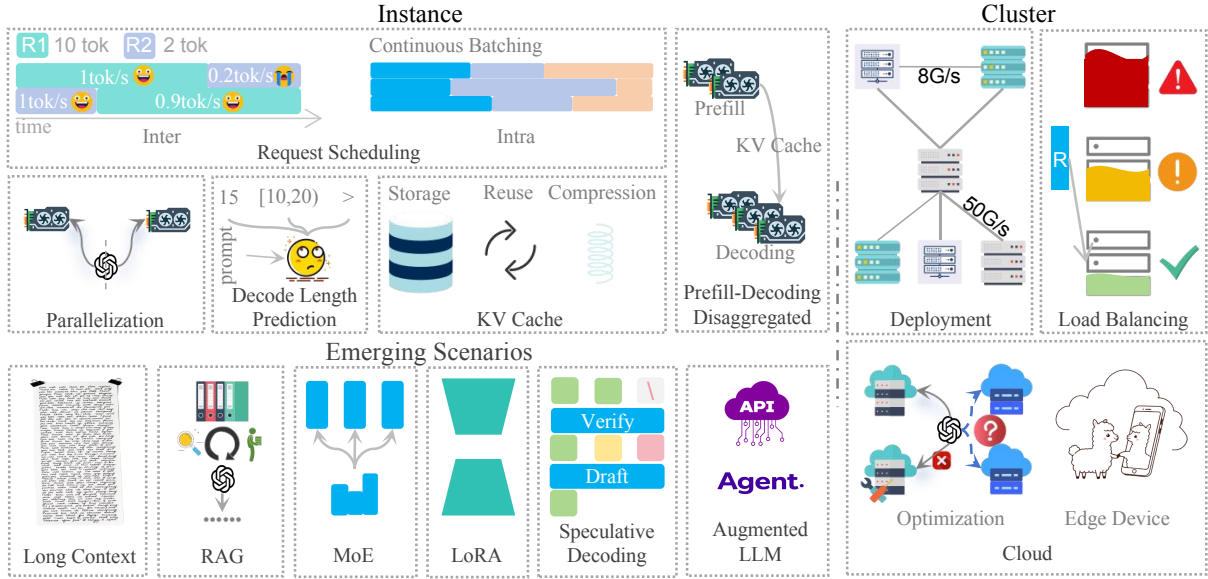 Instance
Cluster
R1 10 tok R2 2 tok
1tok/s 0.2tok/s
1tok/s 0.9tok/s
time
Inter
Continuous Batching
Intra
Request Scheduling
Prefill
KV Cache
Decoding
Prefill-Decoding
Disaggregated
8G/s
50G/s
Deployment
R
Load Balancing
Parallelization
15 [10,20) >
prompt
Decode Length
Prediction
Storage Reuse Compression
KV Cache
Emerging Scenarios
Long Context
RAG
MoE
LoRA
Verify
Draft
Speculative
Decoding
API
Agent.
Augmented
LLM
Optimization
Edge Device
Cloud